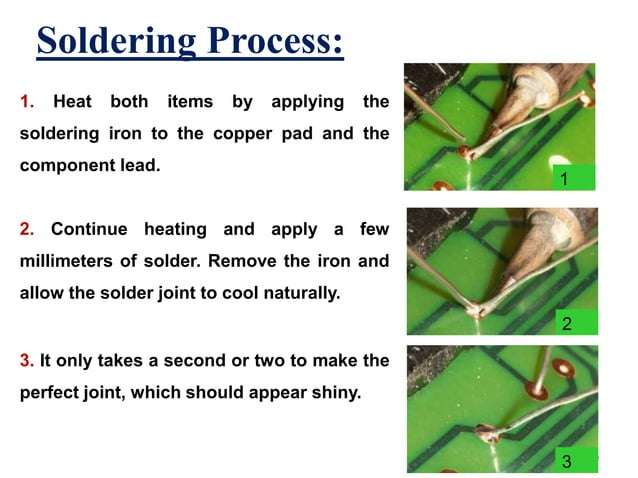 Soldering Process:
1. Heat both items by applying the
soldering iron to the copper pad and the
component lead.
1
2. Continue heating and apply a few
millimeters of solder. Remove the iron and
allow the solder joint to cool naturally.
2
3. It only takes a second or two to make the
perfect joint, which should appear shiny.
3